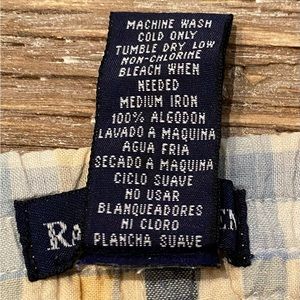 MACHINE WASH
COLD ONLY
TUMBLE DRY LOW
NON-CHLORINE
BLEACH WHEN
NEEDED
MEDIUM IRON
100% ALGODON
LAVADO A MAQUINA
AGUA FRIA
SECADO A MAQUINA
CICLO SUAVE
NO USAR
BLANQUEADORES
NI CLORO
PLANCHA SUAVE